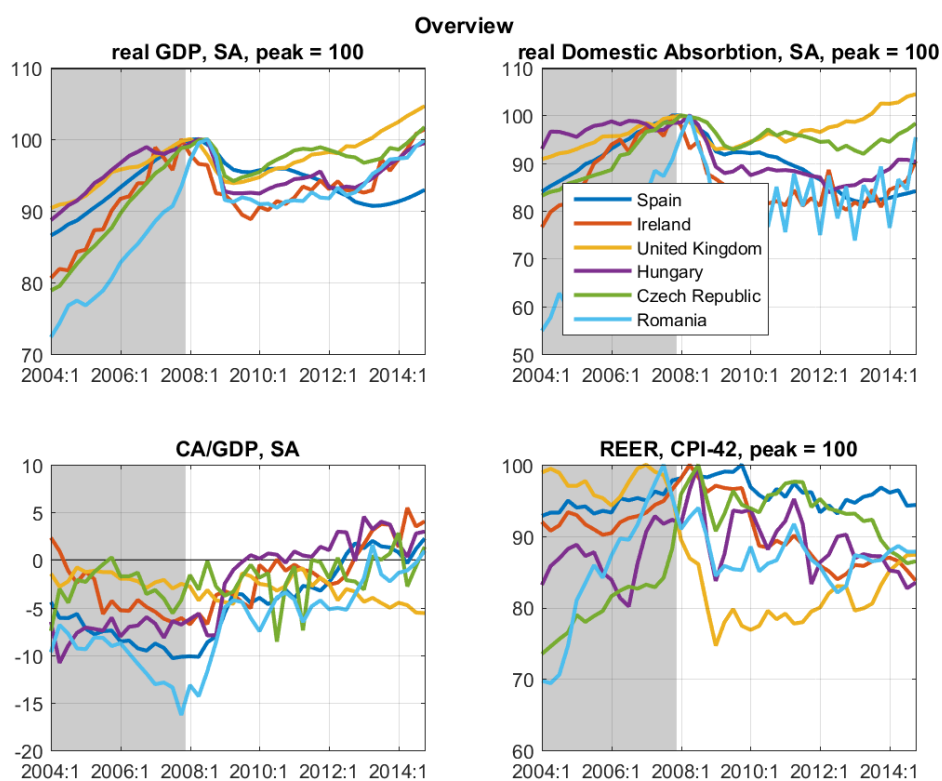 Overview
real GDP, SA, peak = 100
110
100
90
80
70
2004:1 2006:1 2008:1 2010:1 2012:1 2014:1
real Domestic Absorbtion, SA, peak = 100
110
100
90
80
70
60
50
Spain
Ireland
United Kingdom
Hungary
Czech Republic
Romania
2004:1 2006:1 2008:1 2010:1 2012:1 2014:1
CA/GDP, SA
10
5
0
-5
-10
-15
-20
2004:1 2006:1 2008:1 2010:1 2012:1 2014:1
REER, CPI-42, peak = 100
100
90
80
70
60
2004:1 2006:1 2008:1 2010:1 2012:1 2014:1